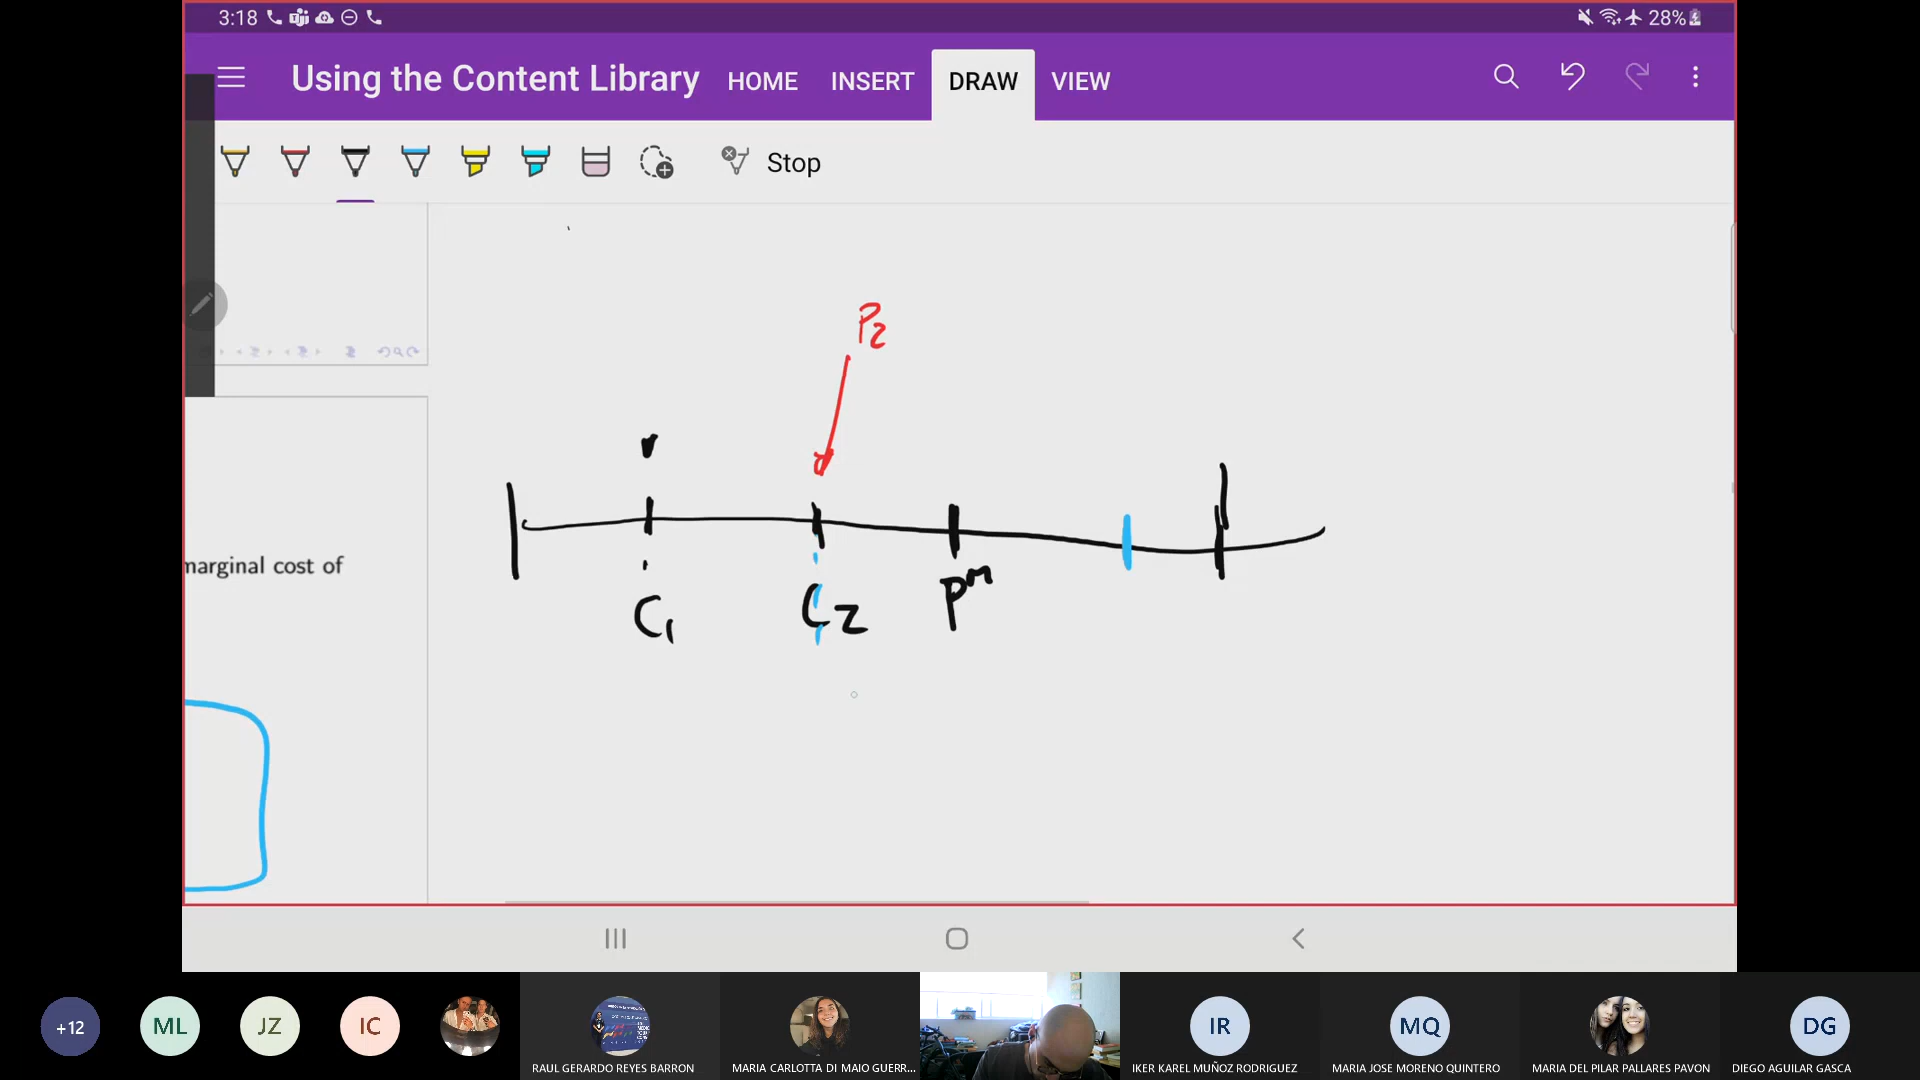 3:18 28%
Using the Content Library HOME INSERT DRAW VIEW
Stop
P2
C1 C2 Pᵐ
marginal cost of
+12 ML JZ IC IR MQ DG
RAUL GERARDO REYES BARRON MARIA CARLOTTA DI MAIO GUERR... IKER KAREL MUÑOZ RODRIGUEZ MARIA JOSE MORENO QUINTERO MARIA DEL PILAR PALLARES PAVON DIEGO AGUILAR GASCA